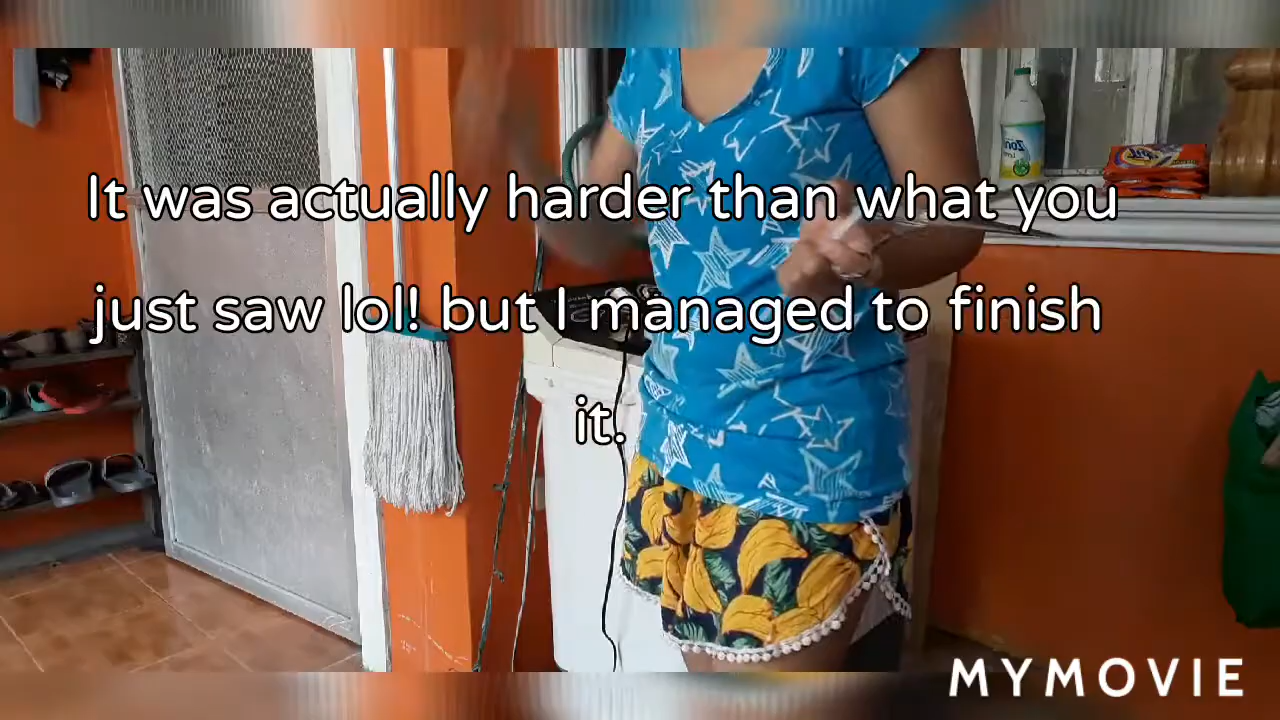 It was actually harder than what you
just saw lol! but I managed to finish
it.
MYMOVIE